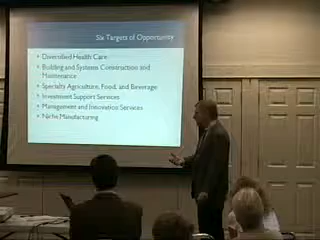 Six Targets of Opportunity
Diversified Health Care
Building and Systems Construction and
Maintenance
Specialty Agriculture, Food, and Beverage
Investment Support Services
Management and Innovation Services
Niche Manufacturing